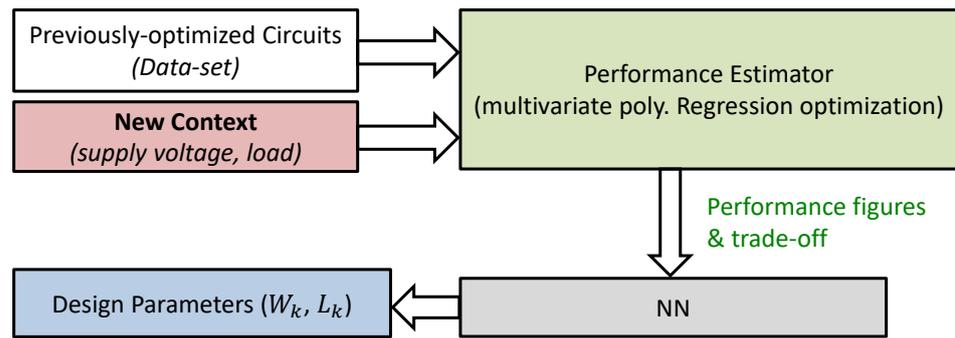 Previously-optimized Circuits
(Data-set)
New Context
(supply voltage, load)
Performance Estimator
(multivariate poly. Regression optimization)
Performance figures
& trade-off
Design Parameters (𝑊𝑘, 𝐿𝑘)
NN